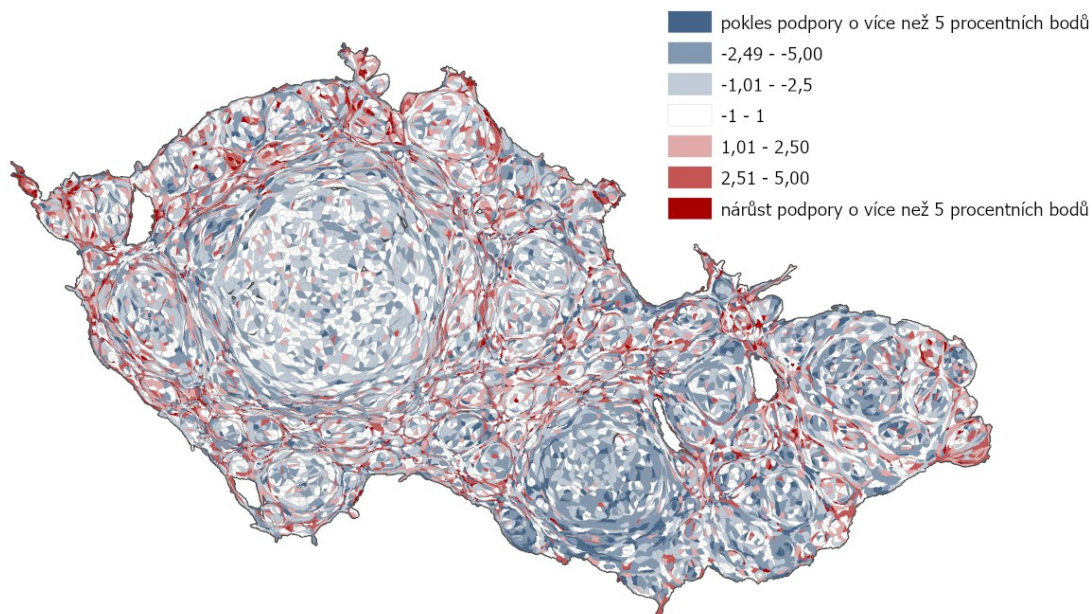 pokles podpory o více než 5 procentních bodů
-2,49 - -5,00
-1,01 - -2,5
-1 - 1
1,01 - 2,50
2,51 - 5,00
nárůst podpory o více než 5 procentních bodů